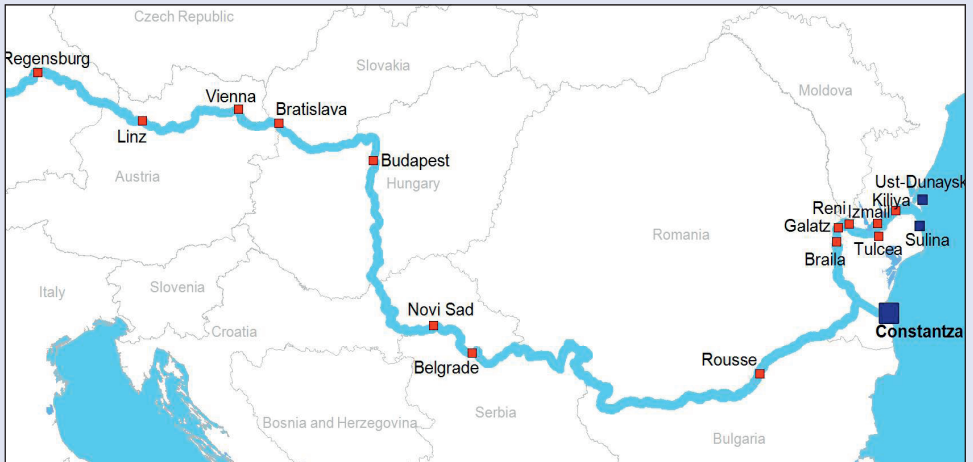 Czech Republic
Regensburg
Slovakia
Vienna
Moldova
Bratislava
Linz
Budapest
Austria
Hungary
Ust-Dunaysk
Kiliya
Reni
Izmail
Galatz
Romania
Sulina
Tulcea
Braila
Italy
Slovenia
Novi Sad
Croatia
Constantza
Rousse
Belgrade
Serbia
Bosnia and Herzegovina
Bulgaria